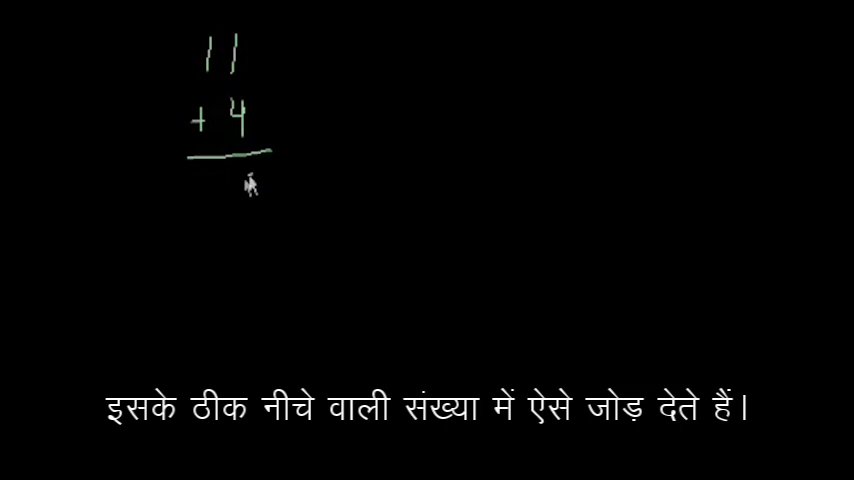 11
+ 4
इसके ठीक नीचे वाली संख्या में ऐसे जोड़ देते हैं।